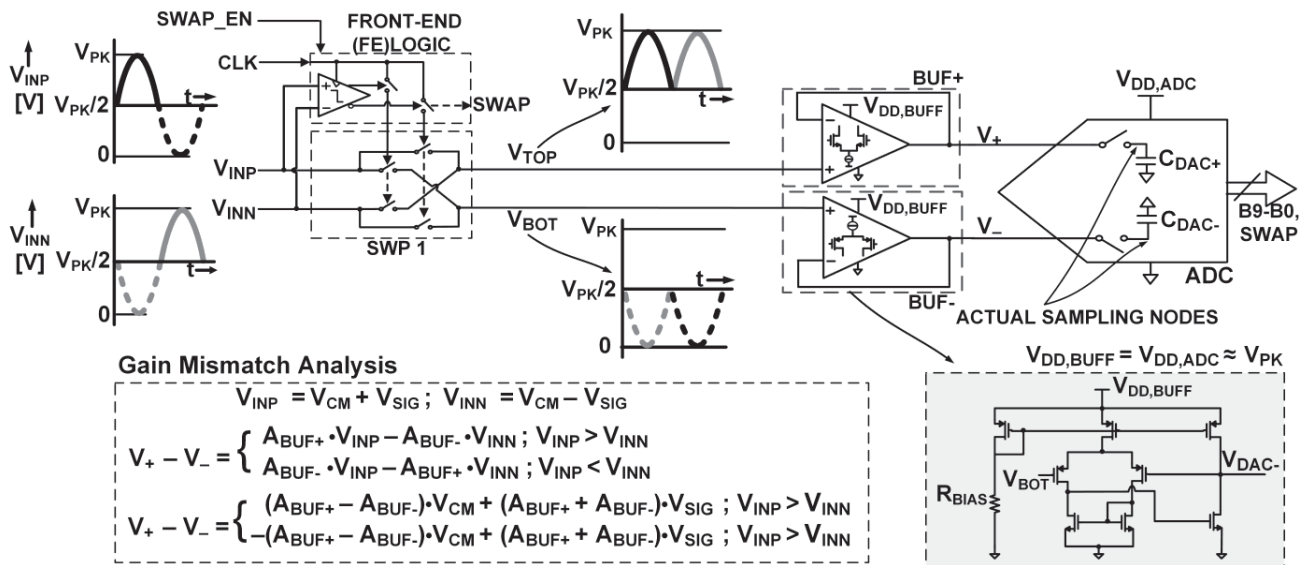 SWAP_EN
FRONT-END
(FE)LOGIC
CLK
SWAP
V_INP
[V]
V_PK
V_PK/2
0
t
V_INN
[V]
V_PK
V_PK/2
0
t
V_INP
V_INN
SWP 1
V_TOP
V_BOT
V_PK
V_PK/2
0
t
V_PK
V_PK/2
0
t
BUF+
V_DD,BUFF
V_DD,BUFF
BUF-
V_+
V_–
V_DD,ADC
C_DAC+
C_DAC-
ADC
B9-B0,
SWAP
ACTUAL SAMPLING NODES
V_DD,BUFF = V_DD,ADC ≈ V_PK
V_DD,BUFF
V_BOT
R_BIAS
V_DAC-
Gain Mismatch Analysis
V_INP = V_CM + V_SIG ; V_INN = V_CM – V_SIG
V_+ – V_– = { A_BUF+ •V_INP – A_BUF- •V_INN ; V_INP > V_INN
A_BUF- •V_INP – A_BUF+ •V_INN ; V_INP < V_INN
V_+ – V_– = { (A_BUF+ – A_BUF-)•V_CM + (A_BUF+ + A_BUF-)•V_SIG ; V_INP > V_INN
–(A_BUF+ – A_BUF-)•V_CM + (A_BUF+ + A_BUF-)•V_SIG ; V_INP > V_INN